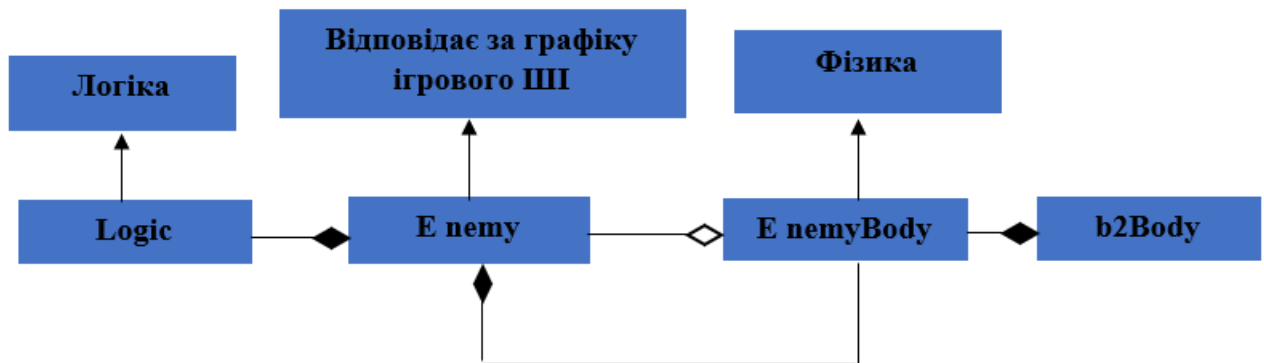 Логіка
Відповідає за графіку
ігрового ШІ
Фізика
Logic
E nemy
E nemyBody
b2Body